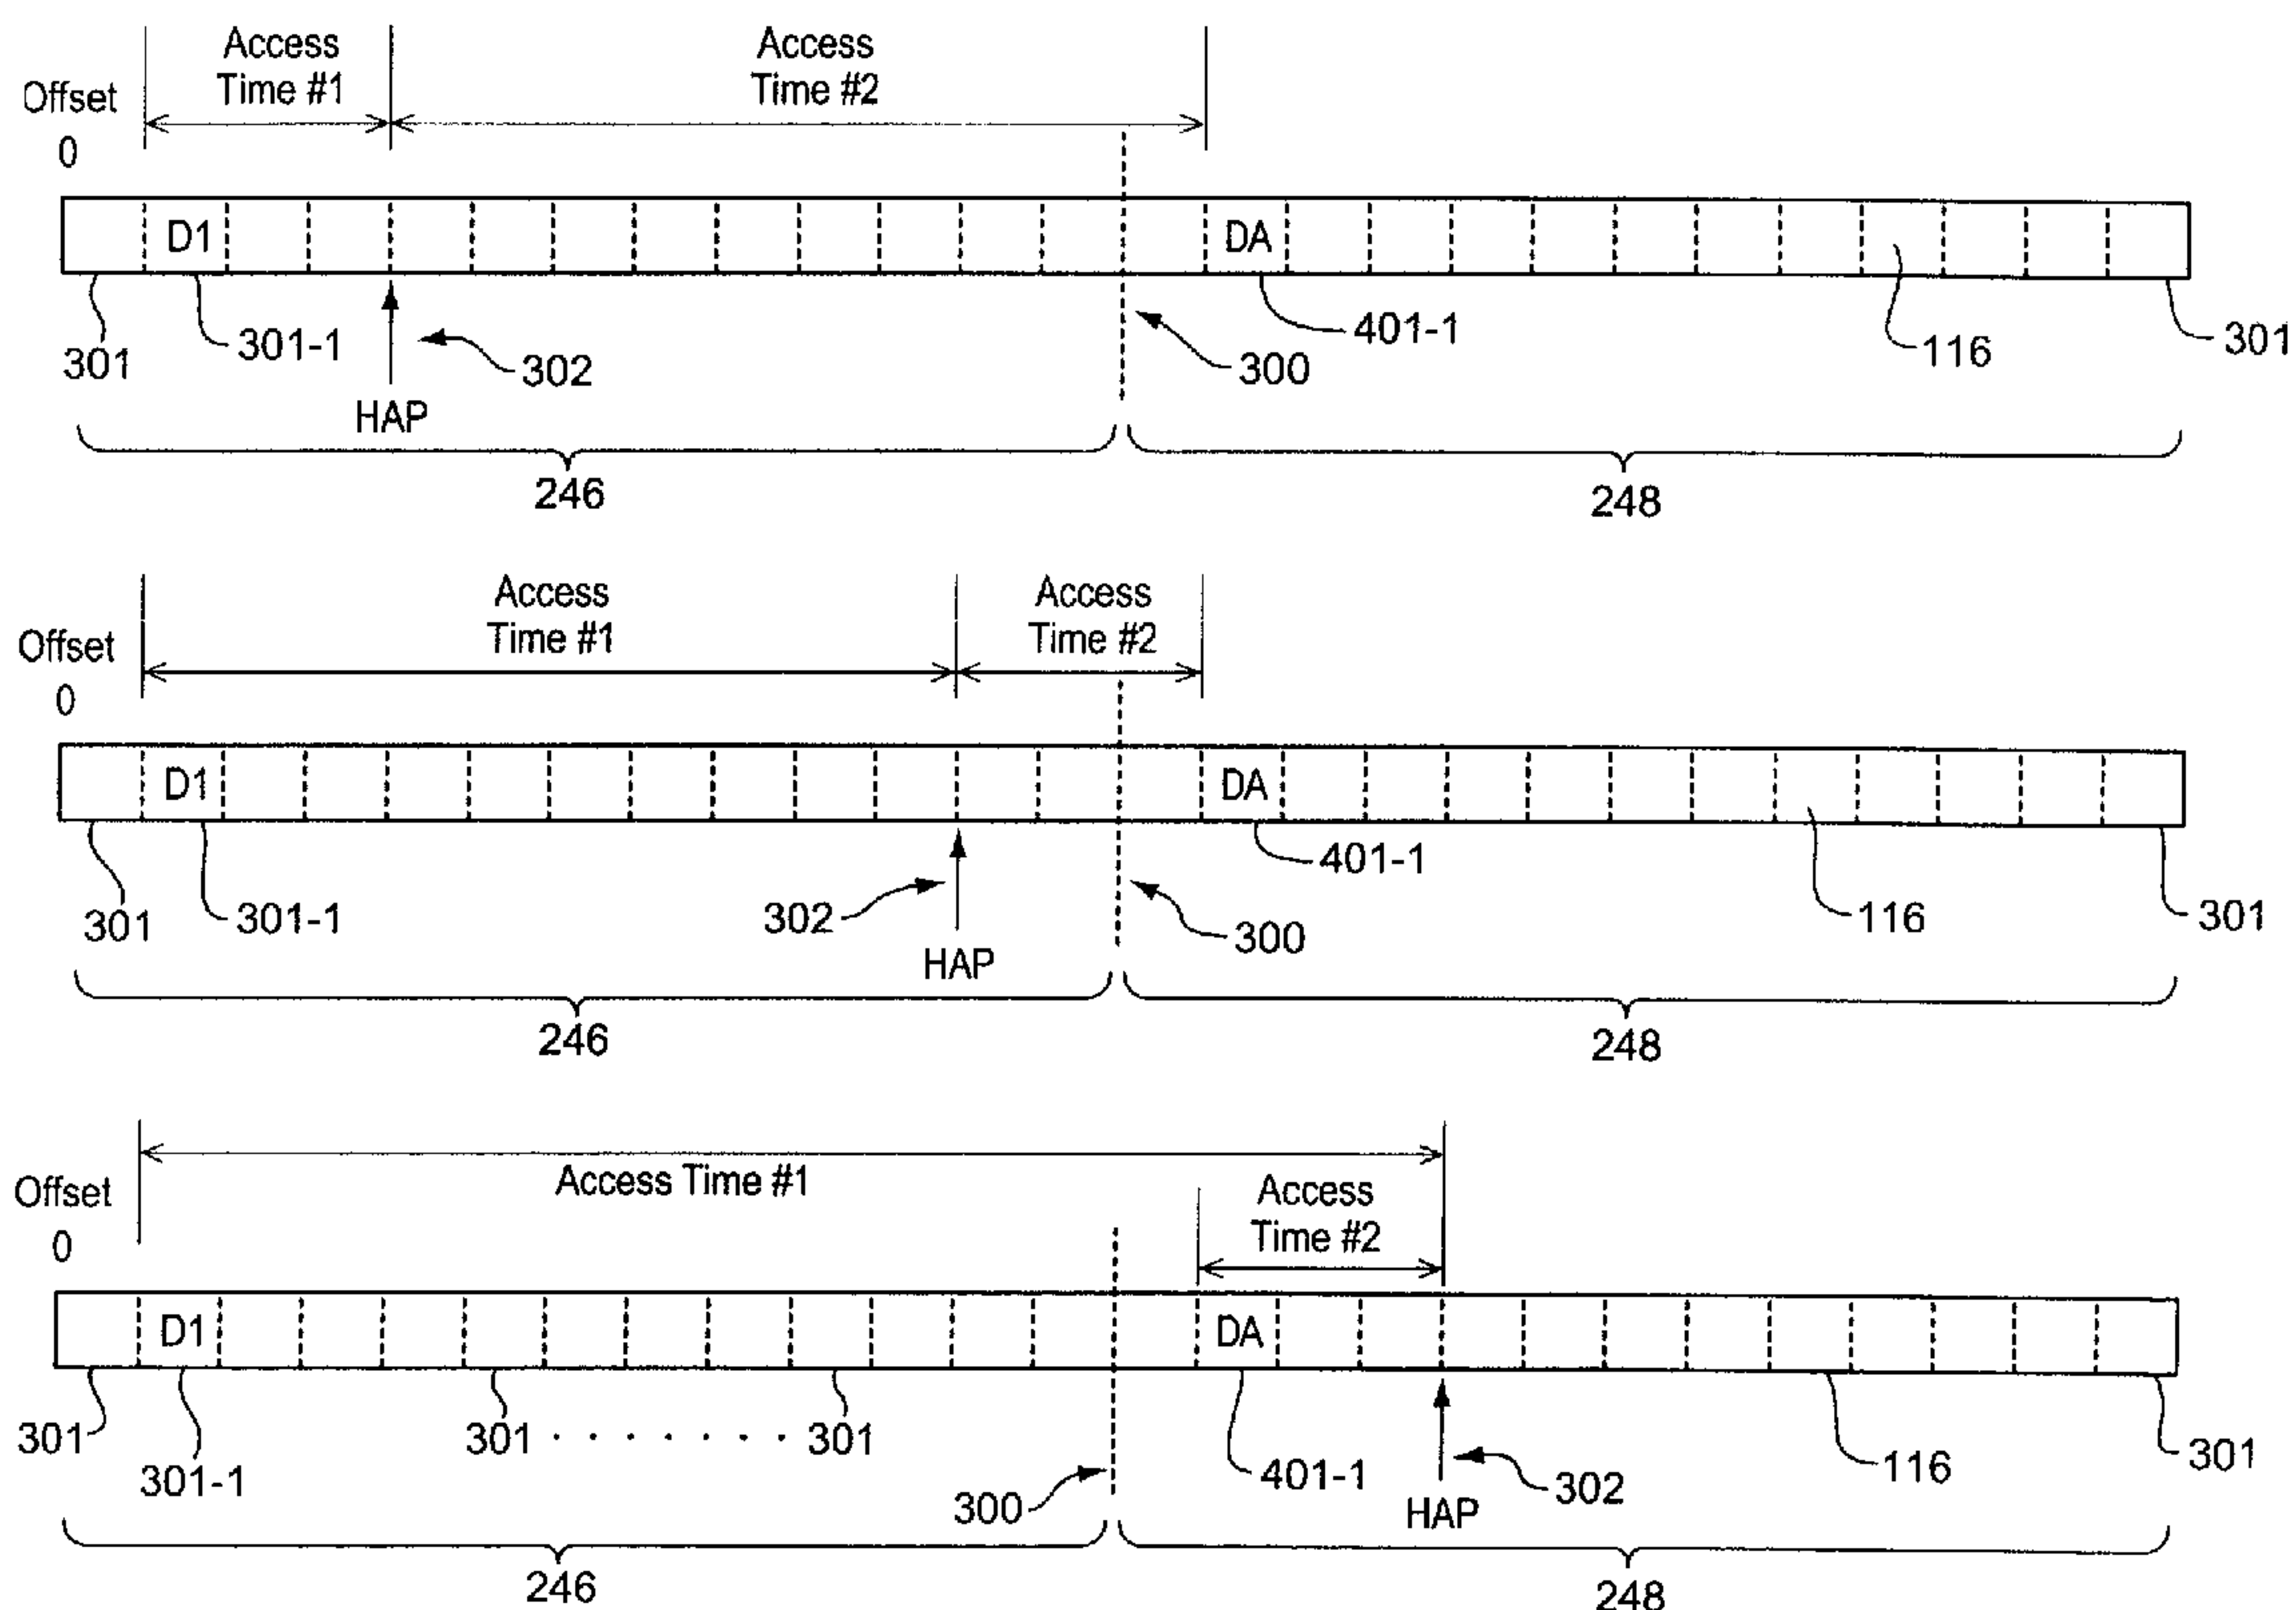 Access Time #1
Access Time #2
Offset
0
D1
DA
301
301-1
302
HAP
300
401-1
116
301
246
248
Access Time #1
Access Time #2
Offset
0
D1
DA
301
301-1
302
HAP
300
401-1
116
301
246
248
Access Time #1
Access Time #2
Offset
0
D1
DA
301
301-1
301 . . . . . . . 301
300
401-1
HAP
302
116
301
246
248